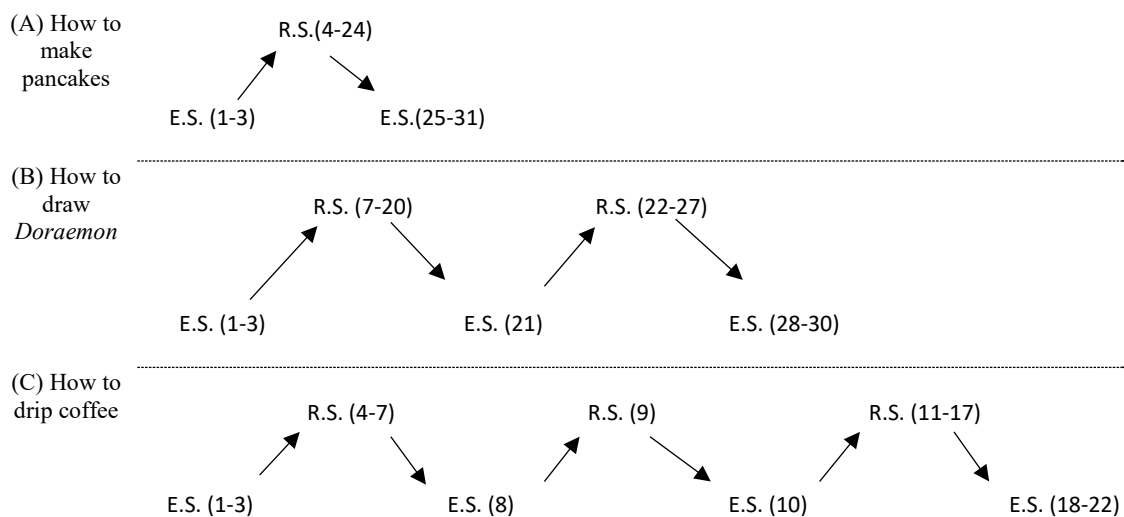 (A) How to
make
pancakes
R.S.(4-24)
E.S. (1-3)
E.S.(25-31)
(B) How to
draw
Doraemon
R.S. (7-20)
R.S. (22-27)
E.S. (1-3)
E.S. (21)
E.S. (28-30)
(C) How to
drip coffee
R.S. (4-7)
R.S. (9)
R.S. (11-17)
E.S. (1-3)
E.S. (8)
E.S. (10)
E.S. (18-22)